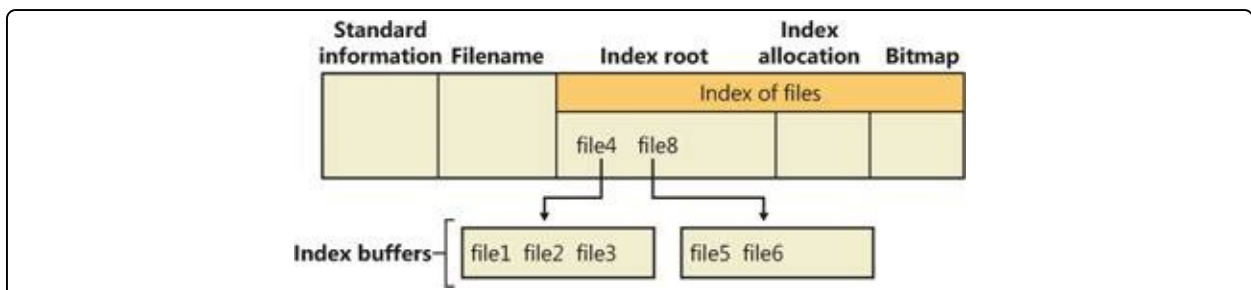 Standard information
Filename
Index root
Index allocation
Bitmap
Index of files
file4 file8
Index buffers
file1 file2 file3
file5 file6